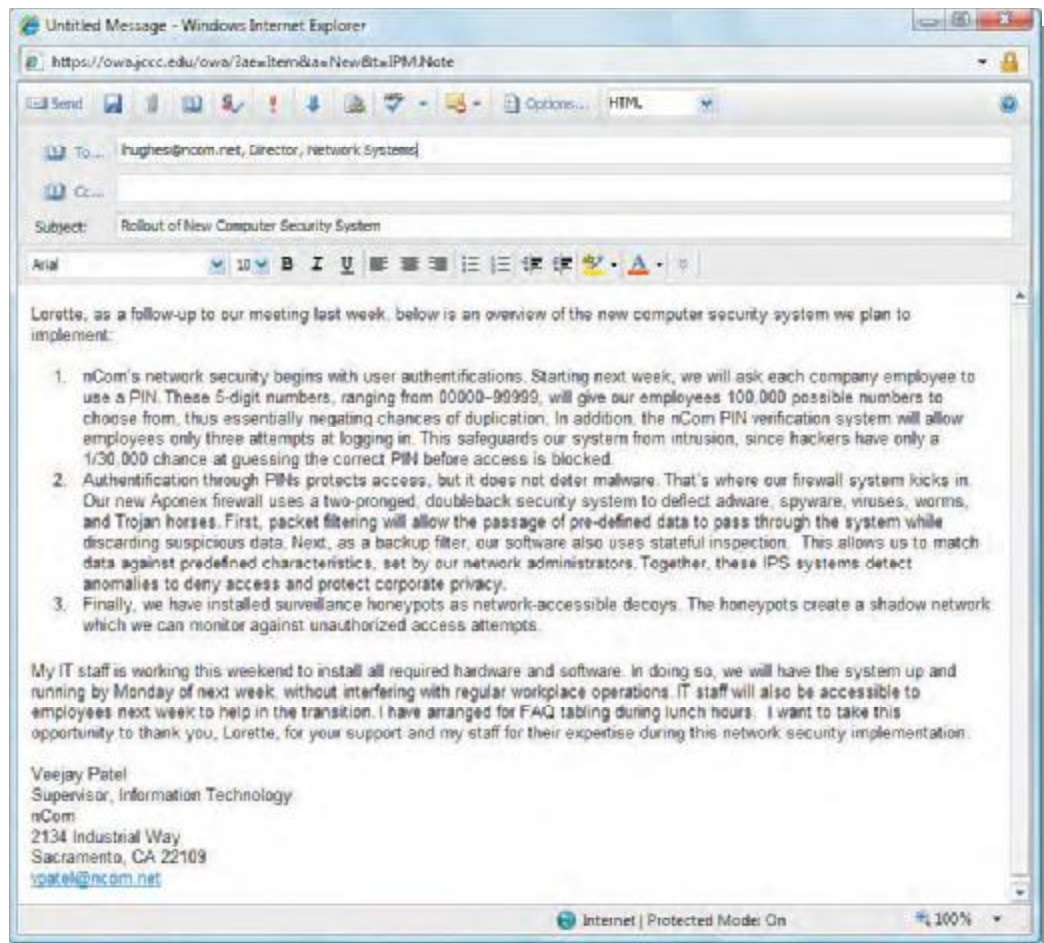 Untitled Message - Windows Internet Explorer
https://owa.jccc.edu/owa/?ae=Item&a=New&t=IPM.Note
Send
Options...
HTML
To...
lhughes@ncom.net, Director, Network Systems
Cc...
Subject:
Rollout of New Computer Security System
Arial
10
B I U
A
Lorette, as a follow-up to our meeting last week, below is an overview of the new computer security system we plan to
implement:
1. nCom's network security begins with user authentifications. Starting next week, we will ask each company employee to
use a PIN. These 5-digit numbers, ranging from 00000–99999, will give our employees 100,000 possible numbers to
choose from, thus essentially negating chances of duplication. In addition, the nCom PIN verification system will allow
employees only three attempts at logging in. This safeguards our system from intrusion, since hackers have only a
1/30,000 chance at guessing the correct PIN before access is blocked.
2. Authentification through PINs protects access, but it does not deter malware. That's where our firewall system kicks in.
Our new Aponex firewall uses a two-pronged, doubleback security system to deflect adware, spyware, viruses, worms,
and Trojan horses. First, packet filtering will allow the passage of pre-defined data to pass through the system while
discarding suspicious data. Next, as a backup filter, our software also uses stateful inspection. This allows us to match
data against predefined characteristics, set by our network administrators. Together, these IPS systems detect
anomalies to deny access and protect corporate privacy.
3. Finally, we have installed surveillance honeypots as network-accessible decoys. The honeypots create a shadow network
which we can monitor against unauthorized access attempts.
My IT staff is working this weekend to install all required hardware and software. In doing so, we will have the system up and
running by Monday of next week, without interfering with regular workplace operations. IT staff will also be accessible to
employees next week to help in the transition. I have arranged for FAQ tabling during lunch hours. I want to take this
opportunity to thank you, Lorette, for your support and my staff for their expertise during this network security implementation.
Veejay Patel
Supervisor, Information Technology
nCom
2134 Industrial Way
Sacramento, CA 22109
vpatel@ncom.net
Internet | Protected Mode: On
100%